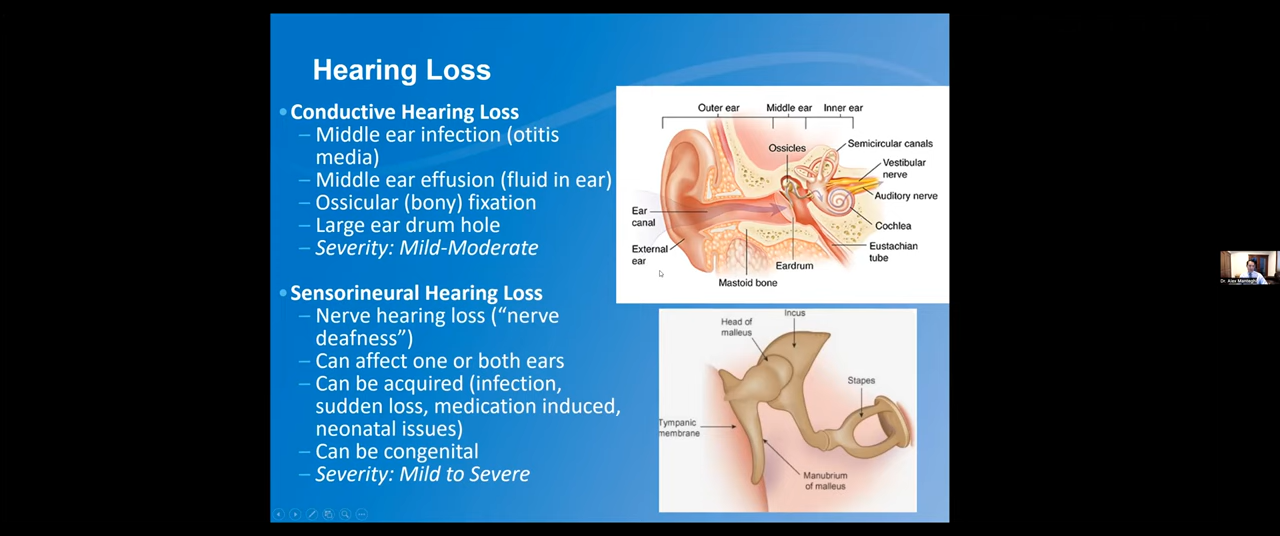 Hearing Loss
•Conductive Hearing Loss
– Middle ear infection (otitis
media)
– Middle ear effusion (fluid in ear)
– Ossicular (bony) fixation
– Large ear drum hole
– Severity: Mild-Moderate
•Sensorineural Hearing Loss
– Nerve hearing loss (“nerve
deafness”)
– Can affect one or both ears
– Can be acquired (infection,
sudden loss, medication induced,
neonatal issues)
– Can be congenital
– Severity: Mild to Severe
Outer ear
Middle ear
Inner ear
Ossicles
Semicircular canals
Vestibular
nerve
Auditory nerve
Ear
canal
Cochlea
External
ear
Eustachian
tube
Eardrum
Mastoid bone
Incus
Head of
malleus
Stapes
Tympanic
membrane
Manubrium
of malleus
Dr. Alex